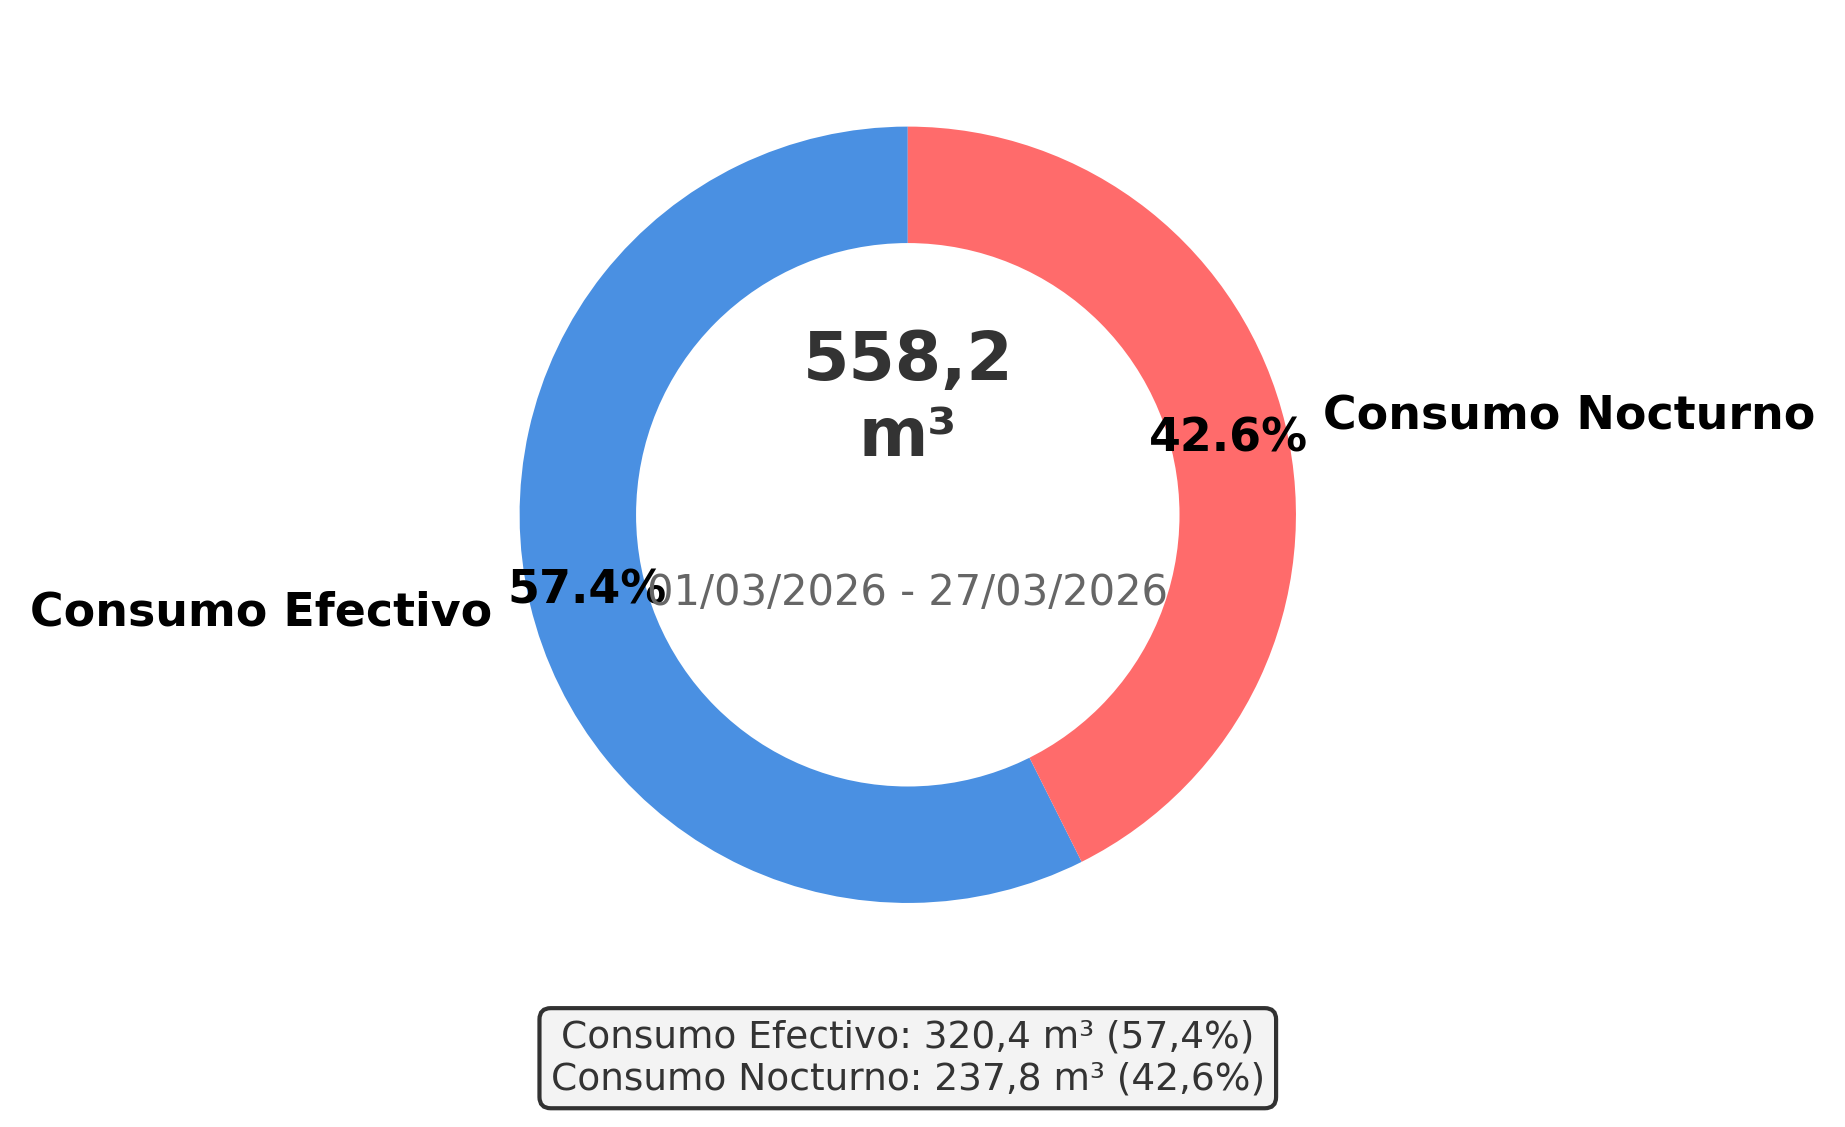 558,2
m³
Consumo Nocturno
42.6%
Consumo Efectivo
57.4%
01/03/2026 - 27/03/2026
Consumo Efectivo: 320,4 m³ (57,4%)
Consumo Nocturno: 237,8 m³ (42,6%)